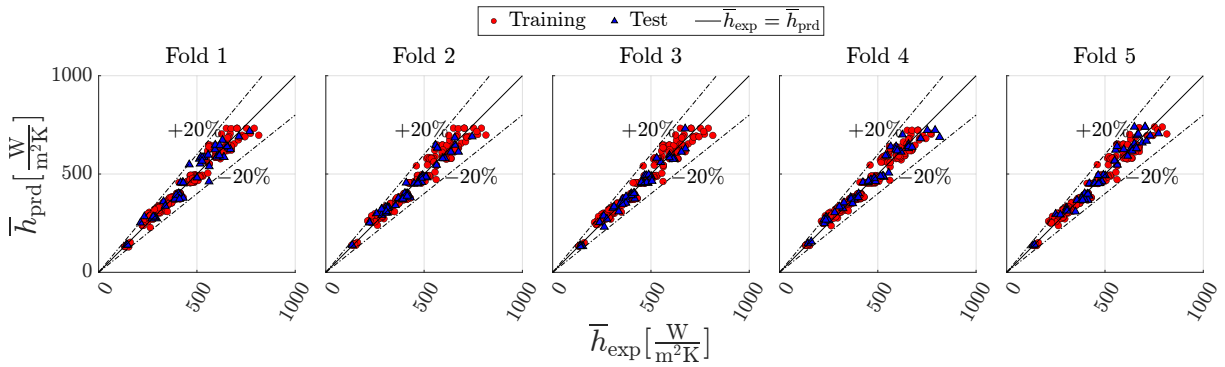 Training Test h̅exp = h̅prd
Fold 1 Fold 2 Fold 3 Fold 4 Fold 5
1000
500
0
h̅prd[W/m²K]
+20% −20%
+20% −20%
+20% −20%
+20% −20%
+20% −20%
0 500 1000 0 500 1000 0 500 1000 0 500 1000 0 500 1000
h̅exp[W/m²K]